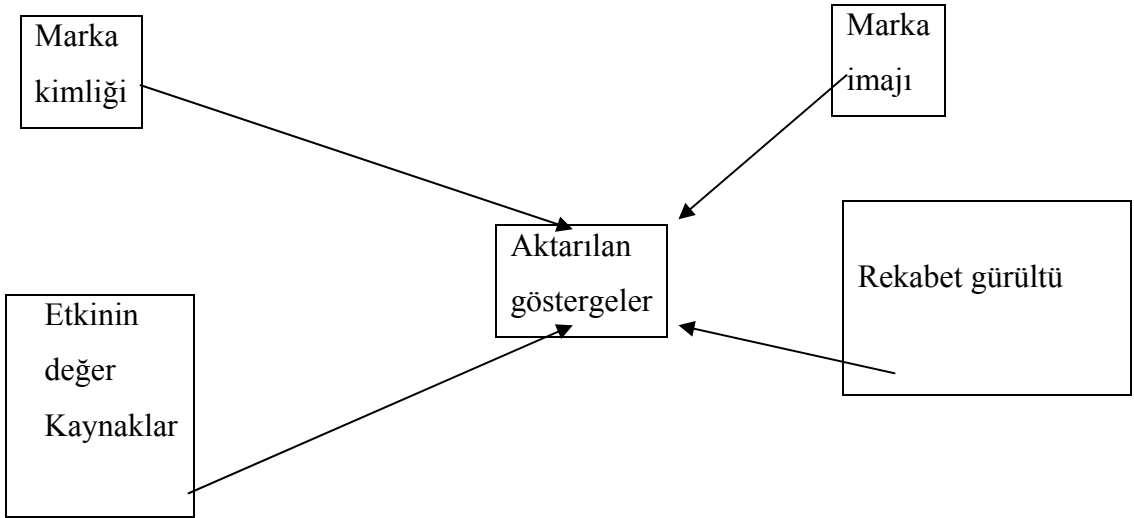 Marka
kimliği
Marka
imajı
Aktarılan
göstergeler
Rekabet gürültü
Etkinin
değer
Kaynaklar